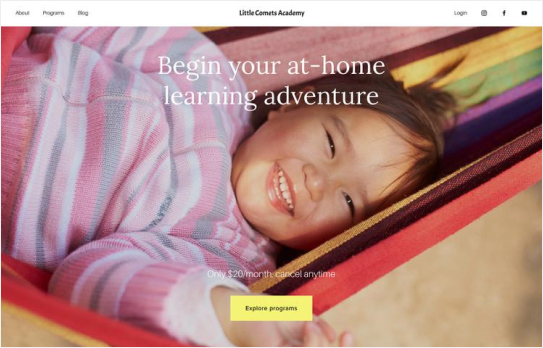 About Programs Blog Little Comets Academy Login
Begin your at-home
learning adventure
Only $20/month, cancel anytime
Explore programs